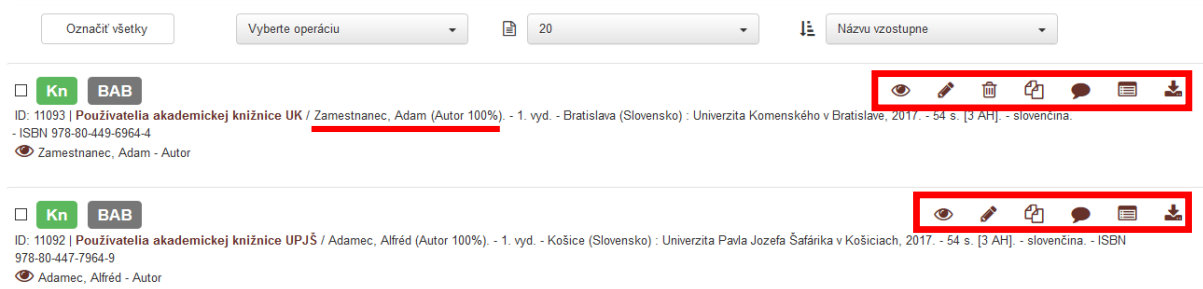 Označiť všetky Vyberte operáciu 20 Názvu vzostupne
Kn BAB
ID: 11093 | Používatelia akademickej knižnice UK / Zamestnanec, Adam (Autor 100%). - 1. vyd. - Bratislava (Slovensko) : Univerzita Komenského v Bratislave, 2017. - 54 s. [3 AH]. - slovenčina.
- ISBN 978-80-449-6964-4
Zamestnanec, Adam - Autor
Kn BAB
ID: 11092 | Používatelia akademickej knižnice UPJŠ / Adamec, Alfréd (Autor 100%). - 1. vyd. - Košice (Slovensko) : Univerzita Pavla Jozefa Šafárika v Košiciach, 2017. - 54 s. [3 AH]. - slovenčina. - ISBN
978-80-447-7964-9
Adamec, Alfréd - Autor